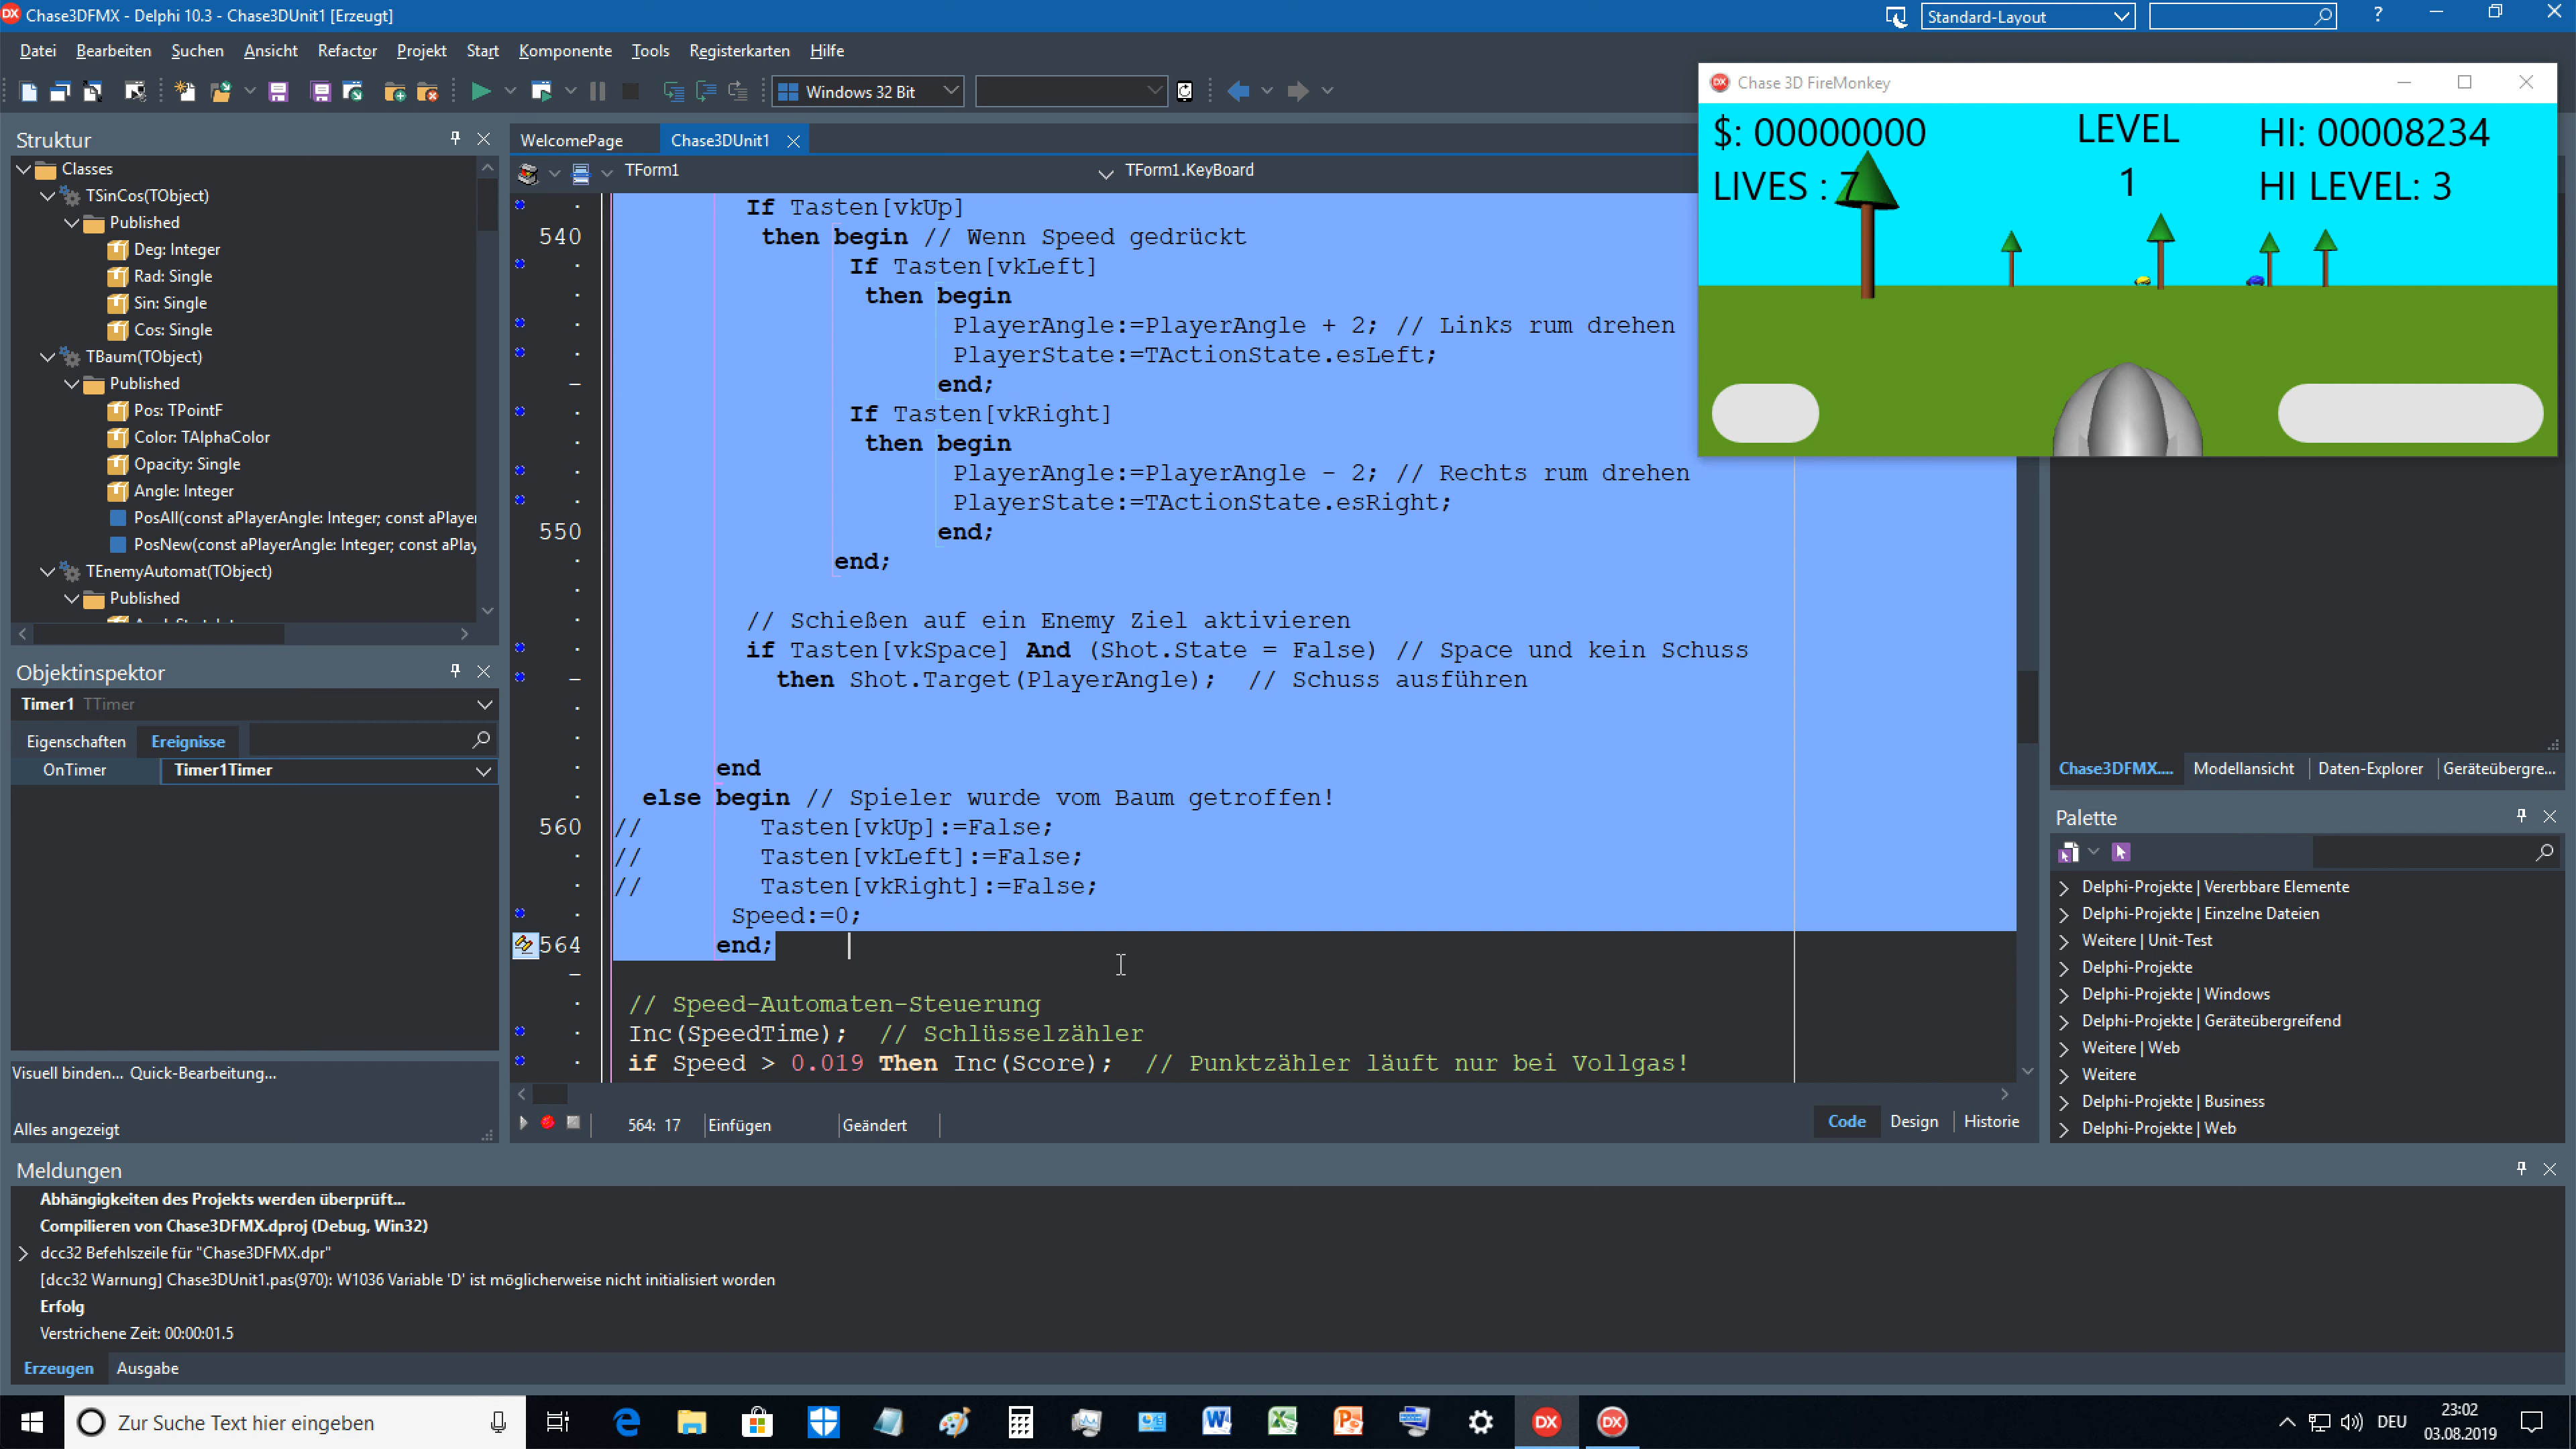 Chase3DFMX - Delphi 10.3 - Chase3DUnit1 [Erzeugt]
Standard-Layout
?
Datei Bearbeiten Suchen Ansicht Refactor Projekt Start Komponente Tools Registerkarten Hilfe
Windows 32 Bit
Struktur
Classes
TSinCos(TObject)
Published
Deg: Integer
Rad: Single
Sin: Single
Cos: Single
TBaum(TObject)
Published
Pos: TPointF
Color: TAlphaColor
Opacity: Single
Angle: Integer
PosAll(const aPlayerAngle: Integer; const aPlayer
PosNew(const aPlayerAngle: Integer; const aPlay
TEnemyAutomat(TObject)
Published
Objektinspektor
Timer1 TTimer
Eigenschaften Ereignisse
OnTimer Timer1Timer
Visuell binden... Quick-Bearbeitung...
Alles angezeigt
WelcomePage Chase3DUnit1
TForm1 TForm1.KeyBoard
If Tasten[vkUp]
540 then begin // Wenn Speed gedrückt
If Tasten[vkLeft]
then begin
PlayerAngle:=PlayerAngle + 2; // Links rum drehen
PlayerState:=TActionState.esLeft;
end;
If Tasten[vkRight]
then begin
PlayerAngle:=PlayerAngle - 2; // Rechts rum drehen
PlayerState:=TActionState.esRight;
550 end;
end;
// Schießen auf ein Enemy Ziel aktivieren
if Tasten[vkSpace] And (Shot.State = False) // Space und kein Schuss
then Shot.Target(PlayerAngle); // Schuss ausführen
end
else begin // Spieler wurde vom Baum getroffen!
560 // Tasten[vkUp]:=False;
// Tasten[vkLeft]:=False;
// Tasten[vkRight]:=False;
Speed:=0;
564 end;
// Speed-Automaten-Steuerung
Inc(SpeedTime); // Schlüsselzähler
if Speed > 0.019 Then Inc(Score); // Punktzähler läuft nur bei Vollgas!
564: 17 Einfügen Geändert
Code Design Historie
Chase 3D FireMonkey
$: 00000000 LEVEL HI: 00008234
LIVES : 7 1 HI LEVEL: 3
Chase3DFMX.... Modellansicht Daten-Explorer Geräteübergre...
Palette
Delphi-Projekte | Vererbbare Elemente
Delphi-Projekte | Einzelne Dateien
Weitere | Unit-Test
Delphi-Projekte
Delphi-Projekte | Windows
Delphi-Projekte | Geräteübergreifend
Weitere | Web
Weitere
Delphi-Projekte | Business
Delphi-Projekte | Web
Meldungen
Abhängigkeiten des Projekts werden überprüft...
Compilieren von Chase3DFMX.dproj (Debug, Win32)
dcc32 Befehlszeile für "Chase3DFMX.dpr"
[dcc32 Warnung] Chase3DUnit1.pas(970): W1036 Variable 'D' ist möglicherweise nicht initialisiert worden
Erfolg
Verstrichene Zeit: 00:00:01.5
Erzeugen Ausgabe
Zur Suche Text hier eingeben
DEU
23:02
03.08.2019